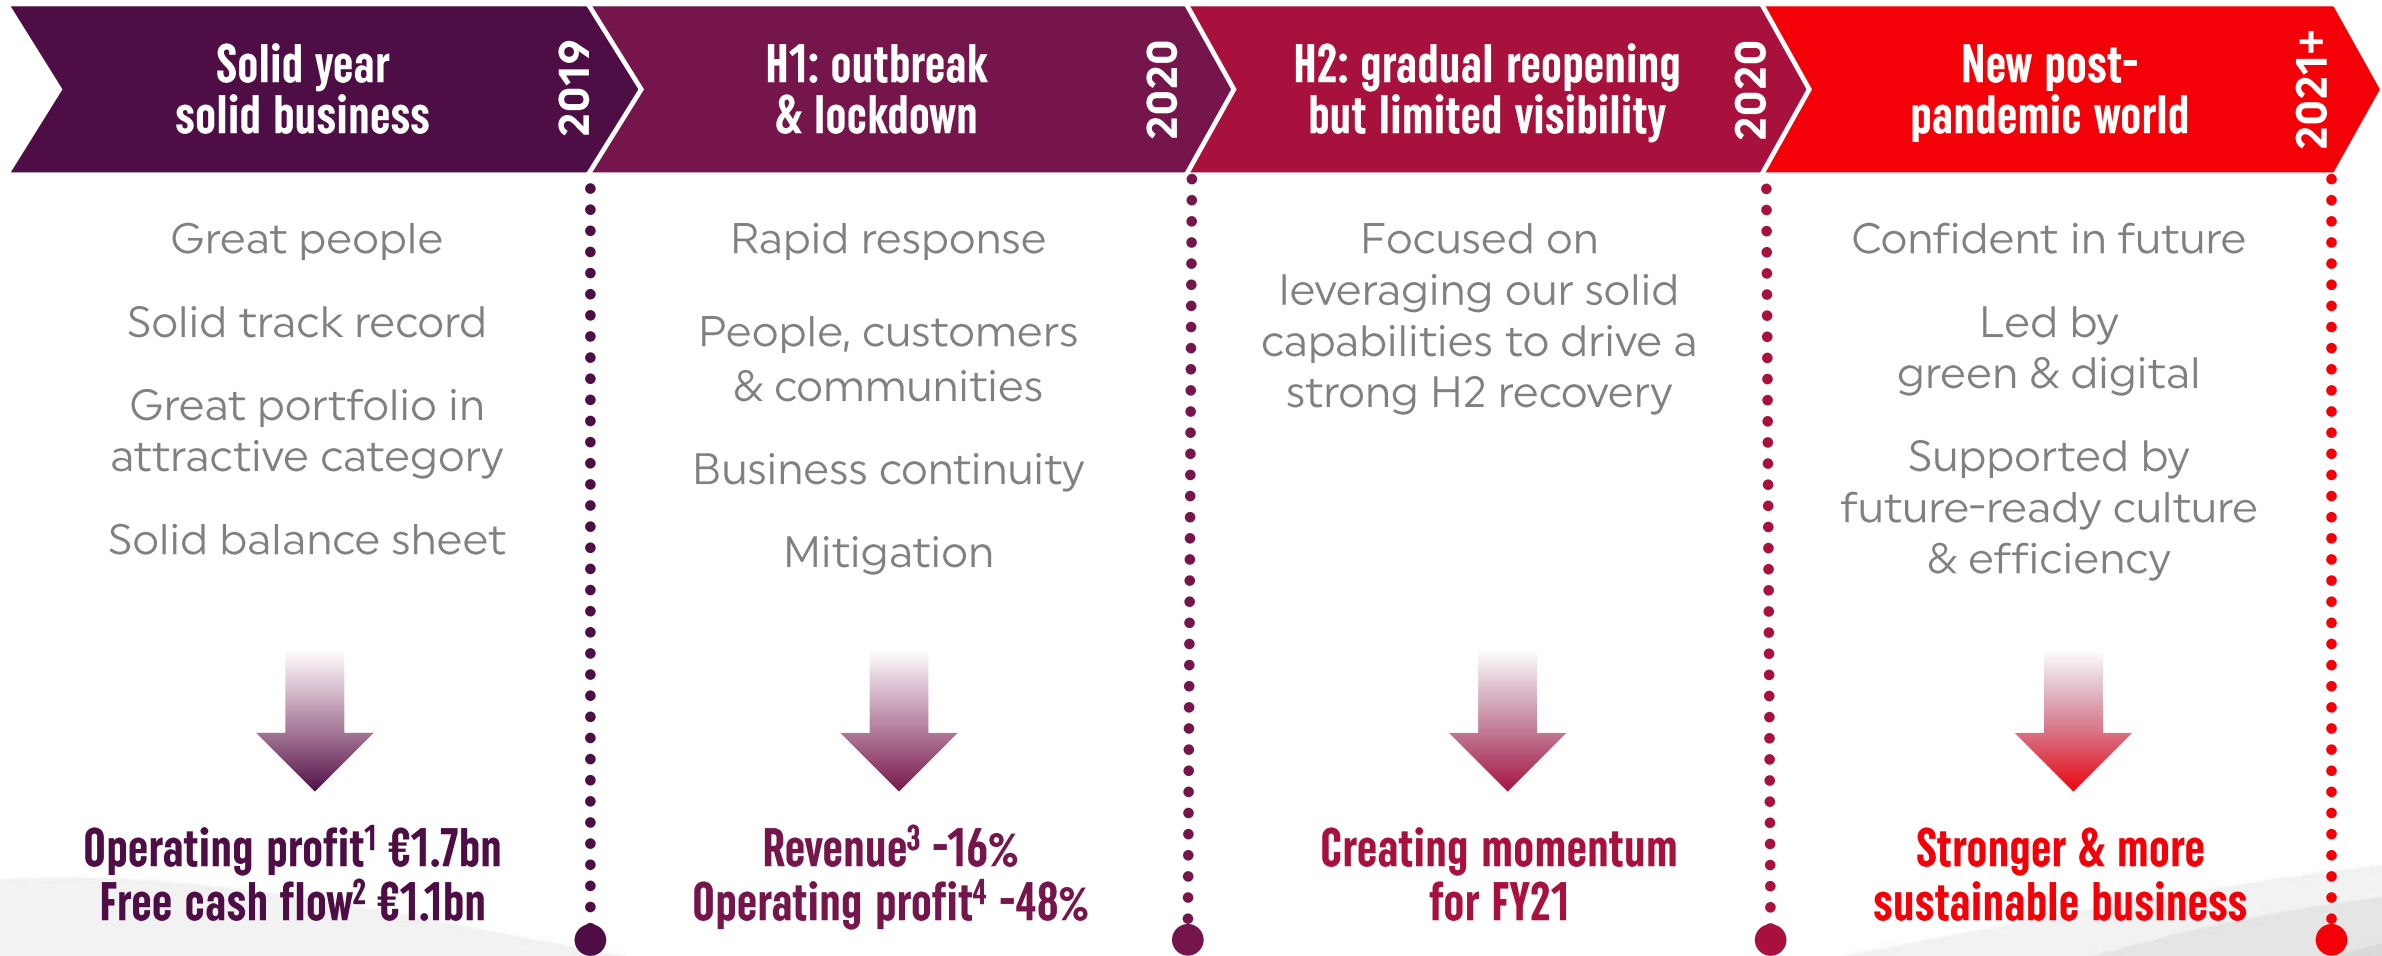 Solid year
solid business
2019
Great people
Solid track record
Great portfolio in
attractive category
Solid balance sheet
Operating profit¹ €1.7bn
Free cash flow² €1.1bn
H1: outbreak
& lockdown
2020
Rapid response
People, customers
& communities
Business continuity
Mitigation
Revenue³ -16%
Operating profit⁴ -48%
H2: gradual reopening
but limited visibility
2020
Focused on
leveraging our solid
capabilities to drive a
strong H2 recovery
Creating momentum
for FY21
New post-
pandemic world
2021+
Confident in future
Led by
green & digital
Supported by
future-ready culture
& efficiency
Stronger & more
sustainable business